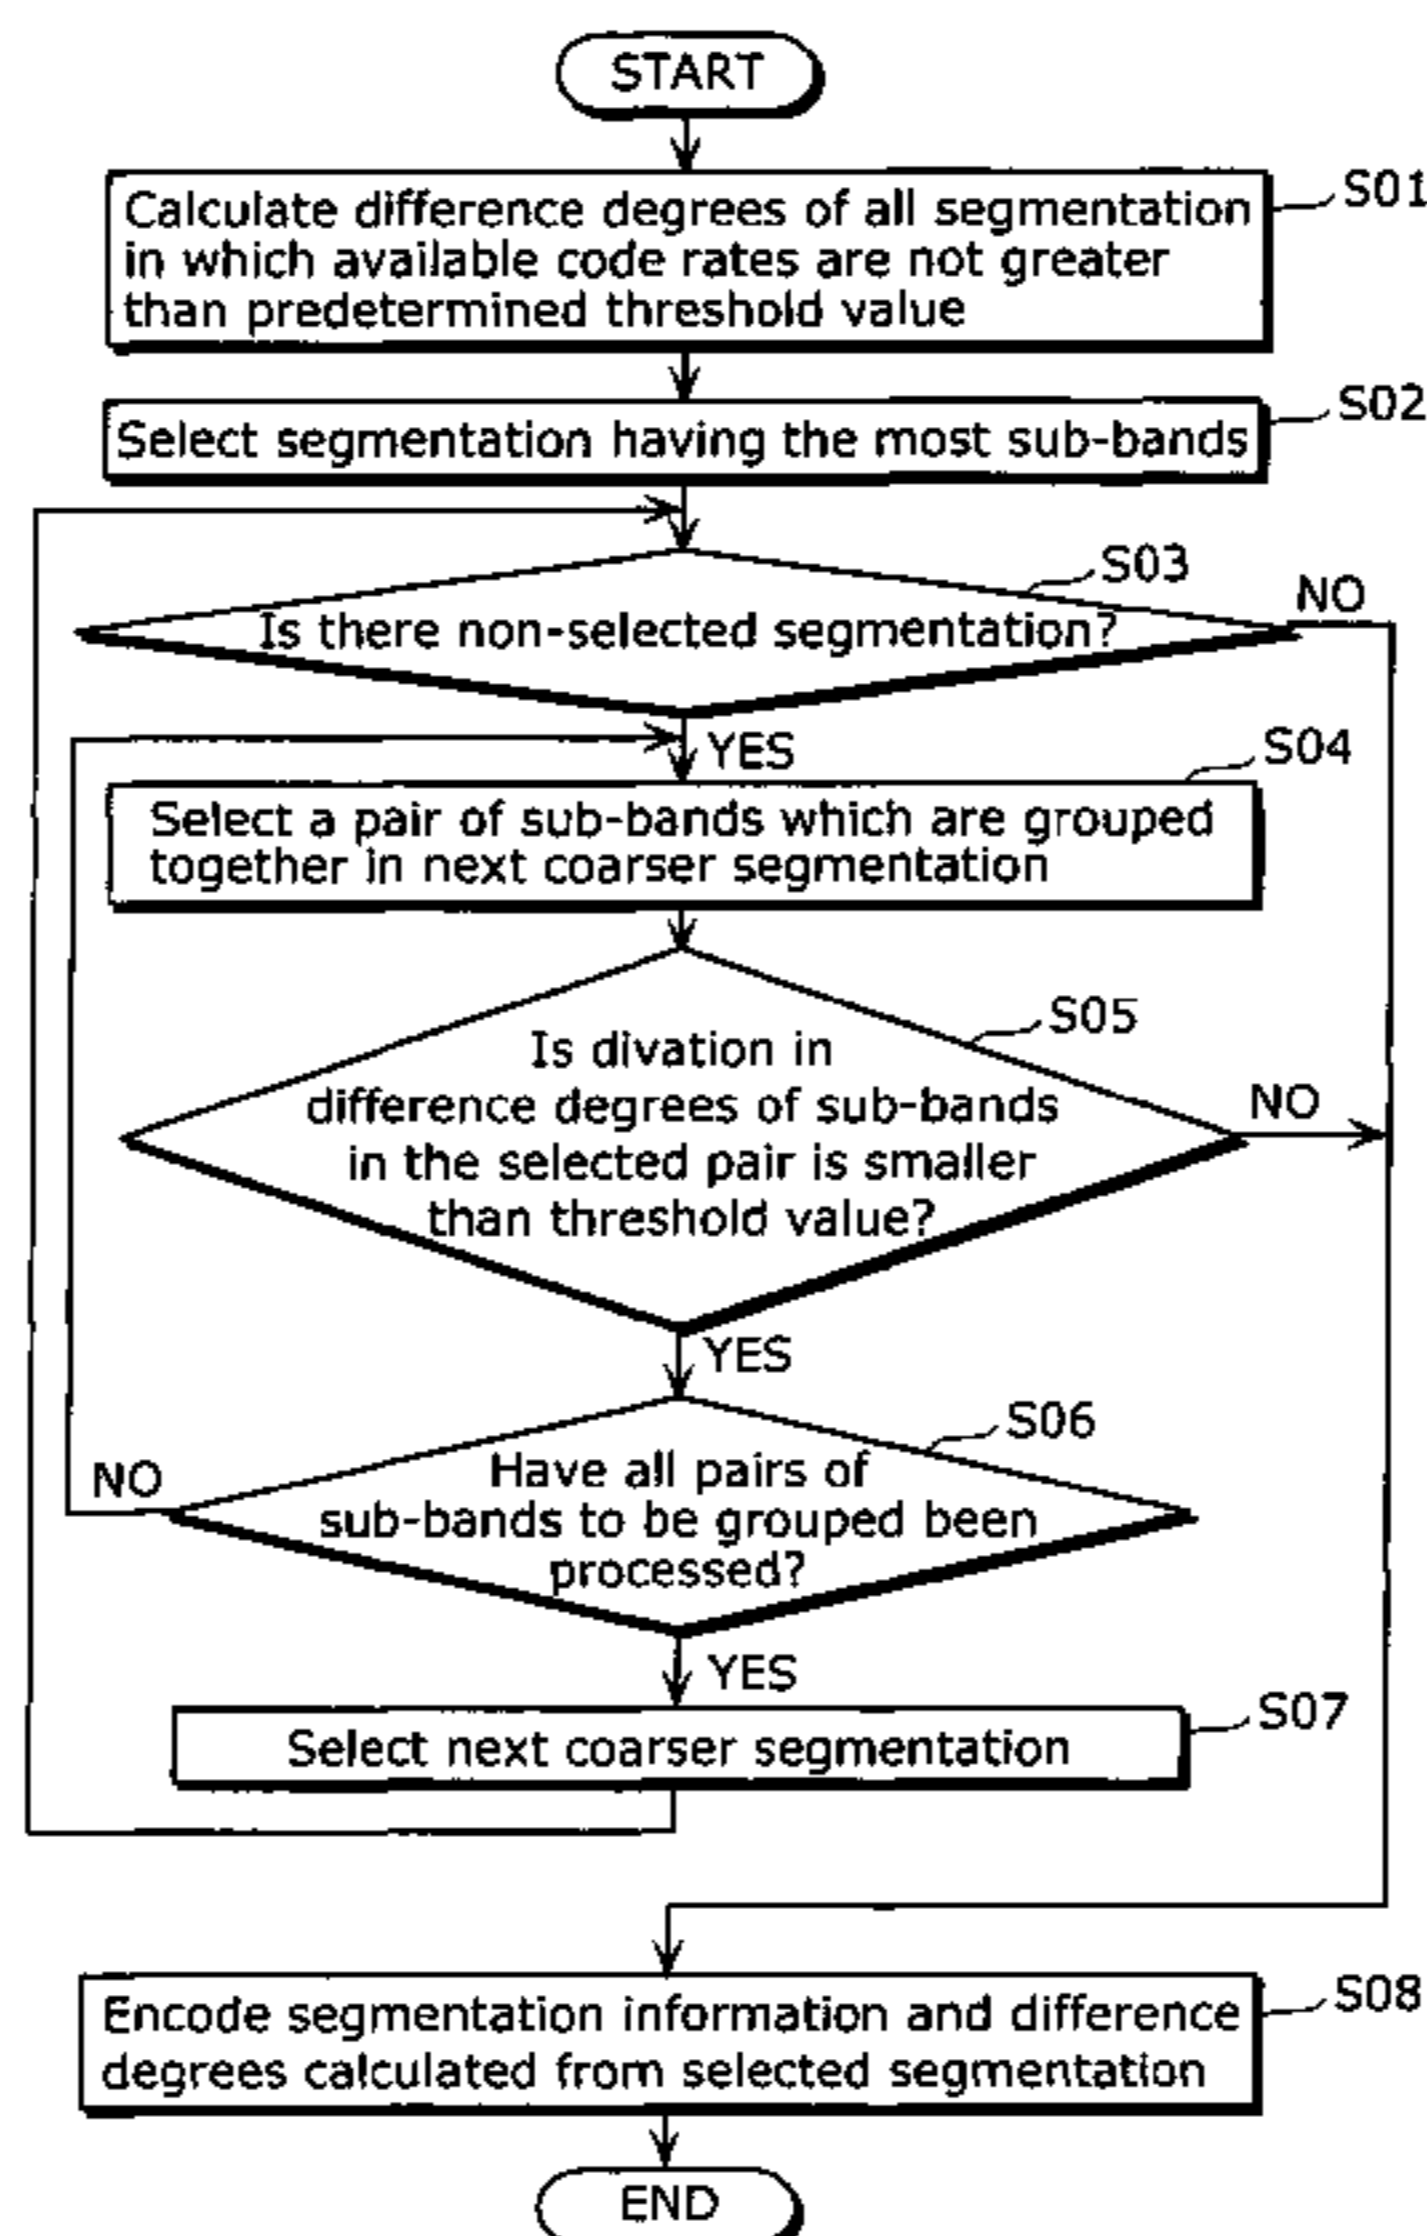 START
S01
Calculate difference degrees of all segmentation
in which available code rates are not greater
than predetermined threshold value
S02
Select segmentation having the most sub-bands
S03
NO
Is there non-selected segmentation?
YES
S04
Select a pair of sub-bands which are grouped
together in next coarser segmentation
S05
Is divation in
difference degrees of sub-bands
in the selected pair is smaller
than threshold value?
NO
YES
S06
NO
Have all pairs of
sub-bands to be grouped been
processed?
YES
S07
Select next coarser segmentation
S08
Encode segmentation information and difference
degrees calculated from selected segmentation
END